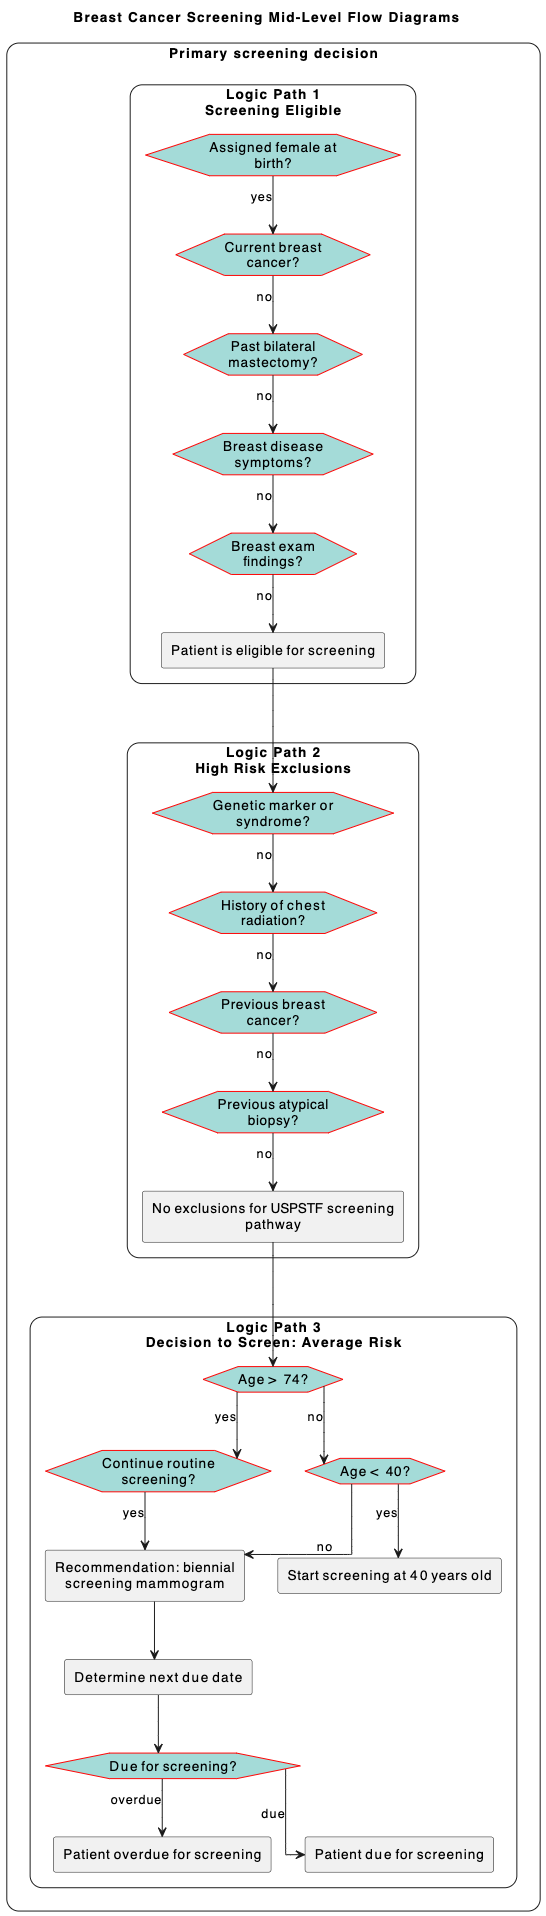 Breast Cancer Screening Mid-Level Flow Diagrams
Primary screening decision
Logic Path 1
Screening Eligible
Assigned female at
birth?
yes
Current breast
cancer?
no
Past bilateral
mastectomy?
no
Breast disease
symptoms?
no
Breast exam
findings?
no
Patient is eligible for screening
Logic Path 2
High Risk Exclusions
Genetic marker or
syndrome?
no
History of chest
radiation?
no
Previous breast
cancer?
no
Previous atypical
biopsy?
no
No exclusions for USPSTF screening
pathway
Logic Path 3
Decision to Screen: Average Risk
Age > 74?
yes
no
Continue routine
screening?
Age < 40?
yes
yes
no
Recommendation: biennial
screening mammogram
Start screening at 40 years old
Determine next due date
Due for screening?
overdue
due
Patient overdue for screening
Patient due for screening